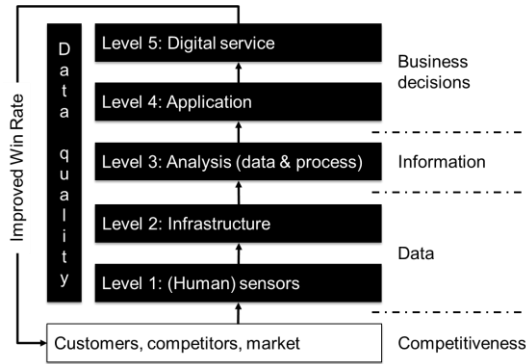 Improved Win Rate
Data quality
Level 5: Digital service
Level 4: Application
Level 3: Analysis (data & process)
Level 2: Infrastructure
Level 1: (Human) sensors
Customers, competitors, market
Business
decisions
Information
Data
Competitiveness